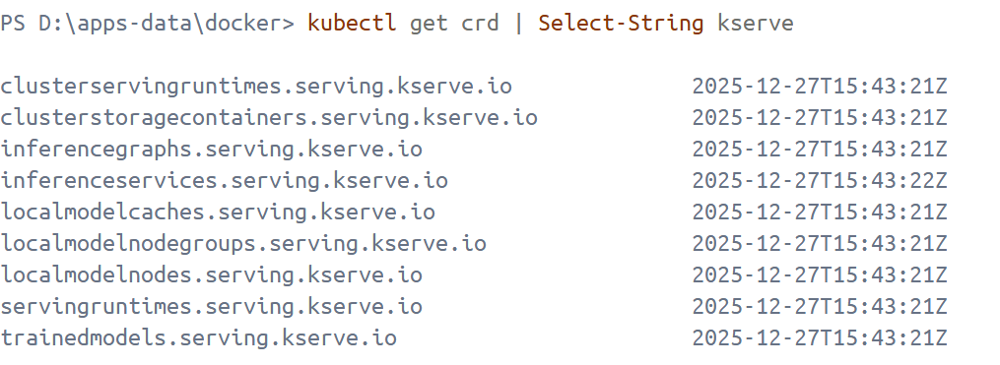 PS D:\apps-data\docker> kubectl get crd | Select-String kserve
clusterservingruntimes.serving.kserve.io 2025-12-27T15:43:21Z
clusterstoragecontainers.serving.kserve.io 2025-12-27T15:43:21Z
inferencegraphs.serving.kserve.io 2025-12-27T15:43:21Z
inferenceservices.serving.kserve.io 2025-12-27T15:43:22Z
localmodelcaches.serving.kserve.io 2025-12-27T15:43:21Z
localmodelnodegroups.serving.kserve.io 2025-12-27T15:43:21Z
localmodelnodes.serving.kserve.io 2025-12-27T15:43:21Z
servingruntimes.serving.kserve.io 2025-12-27T15:43:21Z
trainedmodels.serving.kserve.io 2025-12-27T15:43:21Z